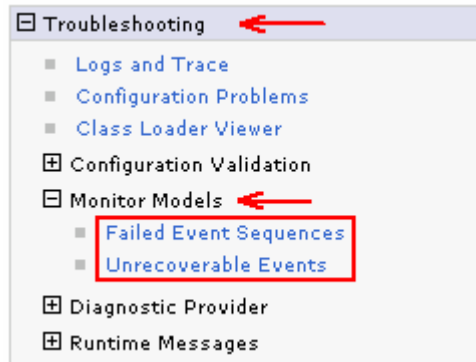 Troubleshooting
Logs and Trace
Configuration Problems
Class Loader Viewer
Configuration Validation
Monitor Models
Failed Event Sequences
Unrecoverable Events
Diagnostic Provider
Runtime Messages